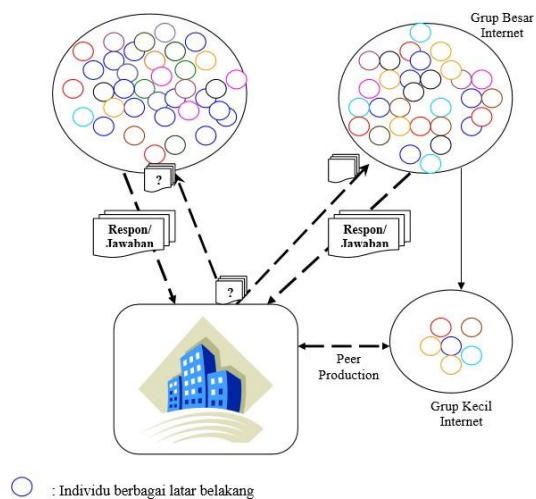 Grup Besar
Internet
?
Respon/
Jawaban
Respon/
Jawaban
?
Peer
Production
Grup Kecil
Internet
: Individu berbagai latar belakang